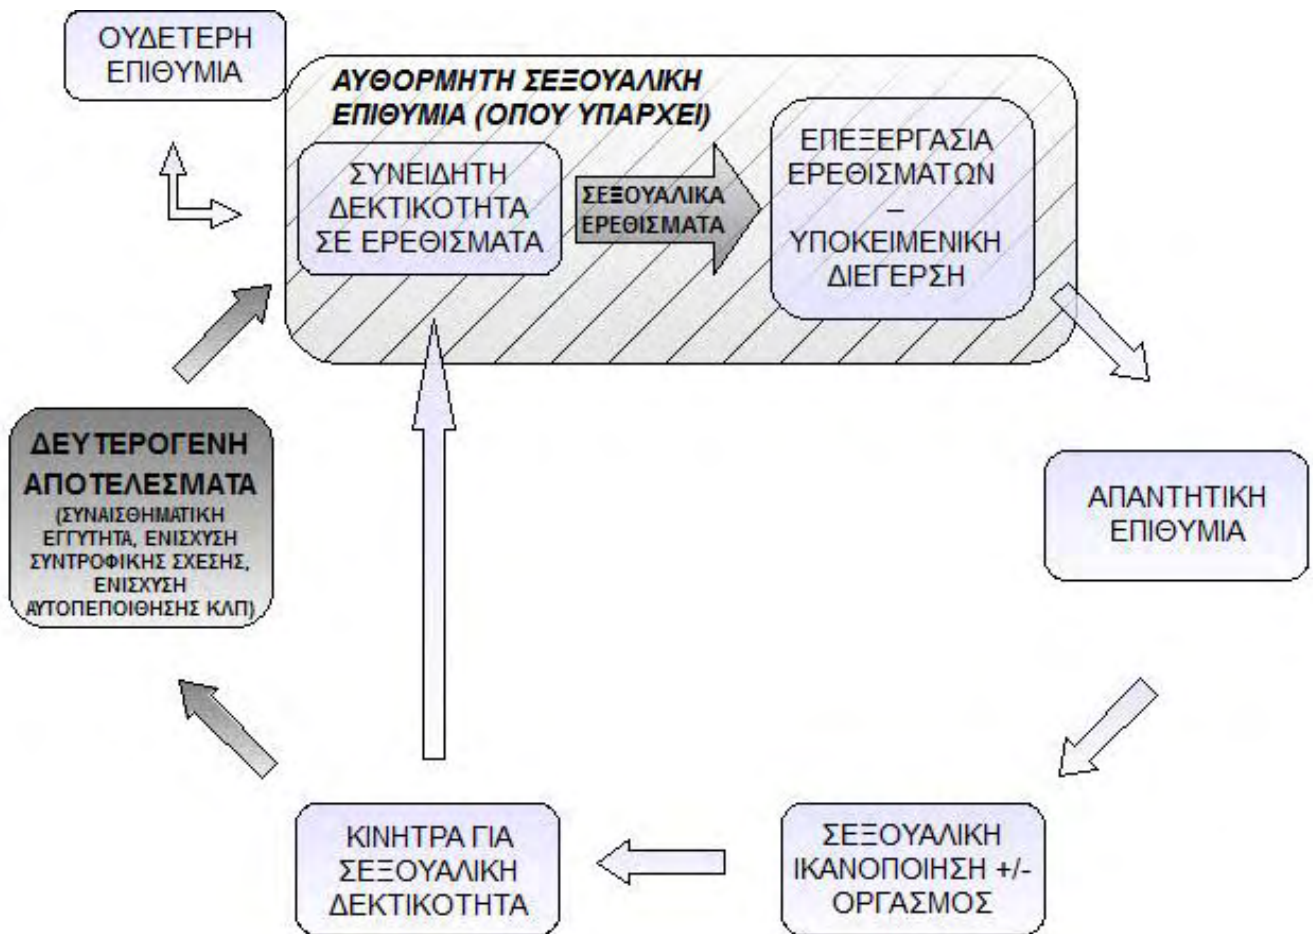 ΟΥΔΕΤΕΡΗ
ΕΠΙΘΥΜΙΑ
ΑΥΘΟΡΜΗΤΗ ΣΕΞΟΥΑΛΙΚΗ
ΕΠΙΘΥΜΙΑ (ΟΠΟΥ ΥΠΑΡΧΕΙ)
ΣΥΝΕΙΔΗΤΗ
ΔΕΚΤΙΚΟΤΗΤΑ
ΣΕ ΕΡΕΘΙΣΜΑΤΑ
ΣΕΞΟΥΑΛΙΚΑ
ΕΡΕΘΙΣΜΑΤΑ
ΕΠΕΞΕΡΓΑΣΙΑ
ΕΡΕΘΙΣΜΑΤΩΝ
–
ΥΠΟΚΕΙΜΕΝΙΚΗ
ΔΙΕΓΕΡΣΗ
ΑΠΑΝΤΗΤΙΚΗ
ΕΠΙΘΥΜΙΑ
ΣΕΞΟΥΑΛΙΚΗ
ΙΚΑΝΟΠΟΙΗΣΗ +/-
ΟΡΓΑΣΜΟΣ
ΚΙΝΗΤΡΑ ΓΙΑ
ΣΕΞΟΥΑΛΙΚΗ
ΔΕΚΤΙΚΟΤΗΤΑ
ΔΕΥΤΕΡΟΓΕΝΗ
ΑΠΟΤΕΛΕΣΜΑΤΑ
(ΣΥΝΑΙΣΘΗΜΑΤΙΚΗ
ΕΓΓΥΤΗΤΑ, ΕΝΙΣΧΥΣΗ
ΣΥΝΤΡΟΦΙΚΗΣ ΣΧΕΣΗΣ,
ΕΝΙΣΧΥΣΗ
ΑΥΤΟΠΕΠΟΙΘΗΣΗΣ ΚΛΠ)